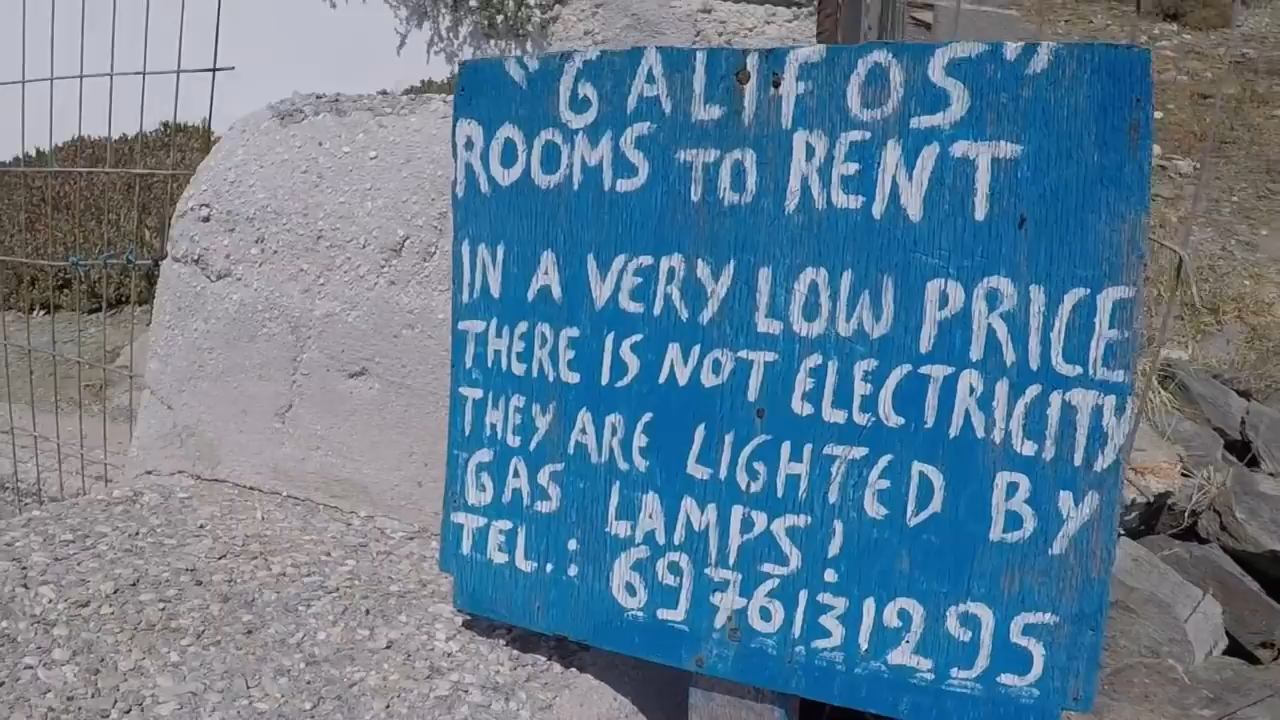 "GALIFOS"
ROOMS TO RENT
IN A VERY LOW PRICE
THERE IS NOT ELECTRICITY
THEY ARE LIGHTED BY
GAS LAMPS!
TEL.: 6976131295